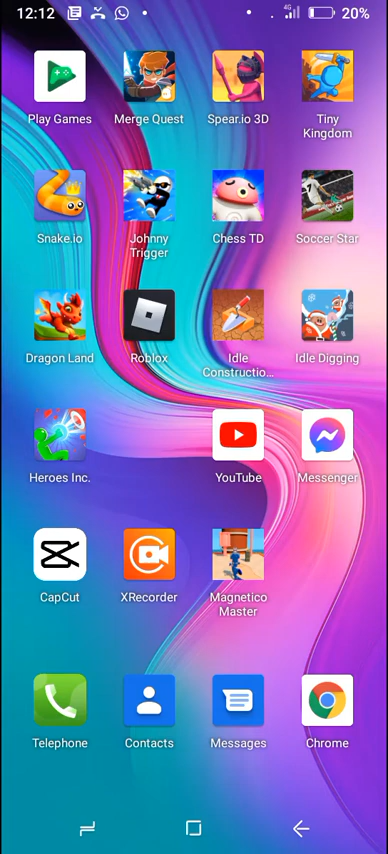 12:12 4G 20%
Play Games Merge Quest Spear.io 3D Tiny
Kingdom
Snake.io Johnny Chess TD Soccer Star
Trigger
Dragon Land Roblox Idle Idle Digging
Constructio...
Heroes Inc. YouTube Messenger
CapCut XRecorder Magnetico
Master
Telephone Contacts Messages Chrome